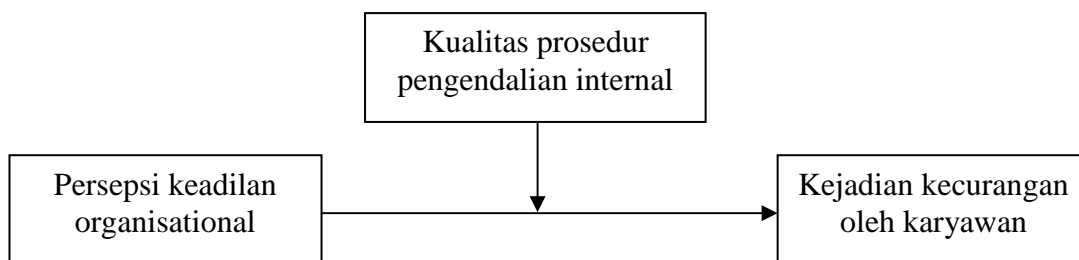 Kualitas prosedur
pengendalian internal
Persepsi keadilan
organisational
Kejadian kecurangan
oleh karyawan